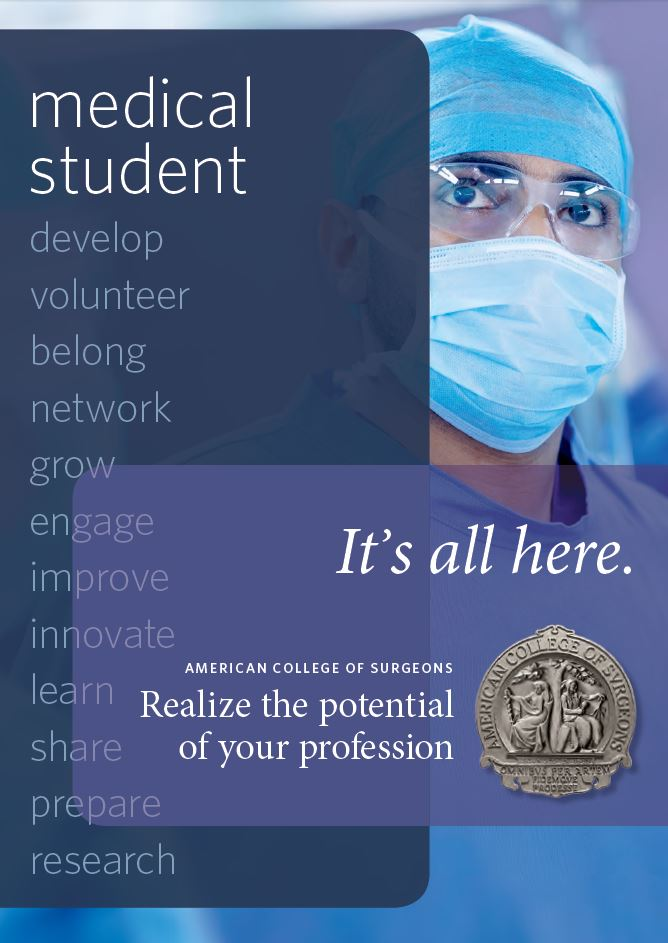 medical
student
develop
volunteer
belong
network
grow
engage
improve
innovate
learn
share
prepare
research
It's all here.
AMERICAN COLLEGE OF SURGEONS
Realize the potential
of your profession
AMERICAN COLLEGE OF SVRGEONS
OMNIBVS PER ARTEM
FIDEMQVE
PRODESSE